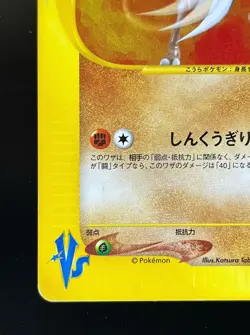 こうらポケモン：身長
しんくうぎり
このワザは、相手の「弱点・抵抗力」に関係なく、ダメー
が「闘」タイプなら、このワザのダメージは「40」になる
弱点　抵抗力
© Pokémon　Illus.Katsura Tab
VS